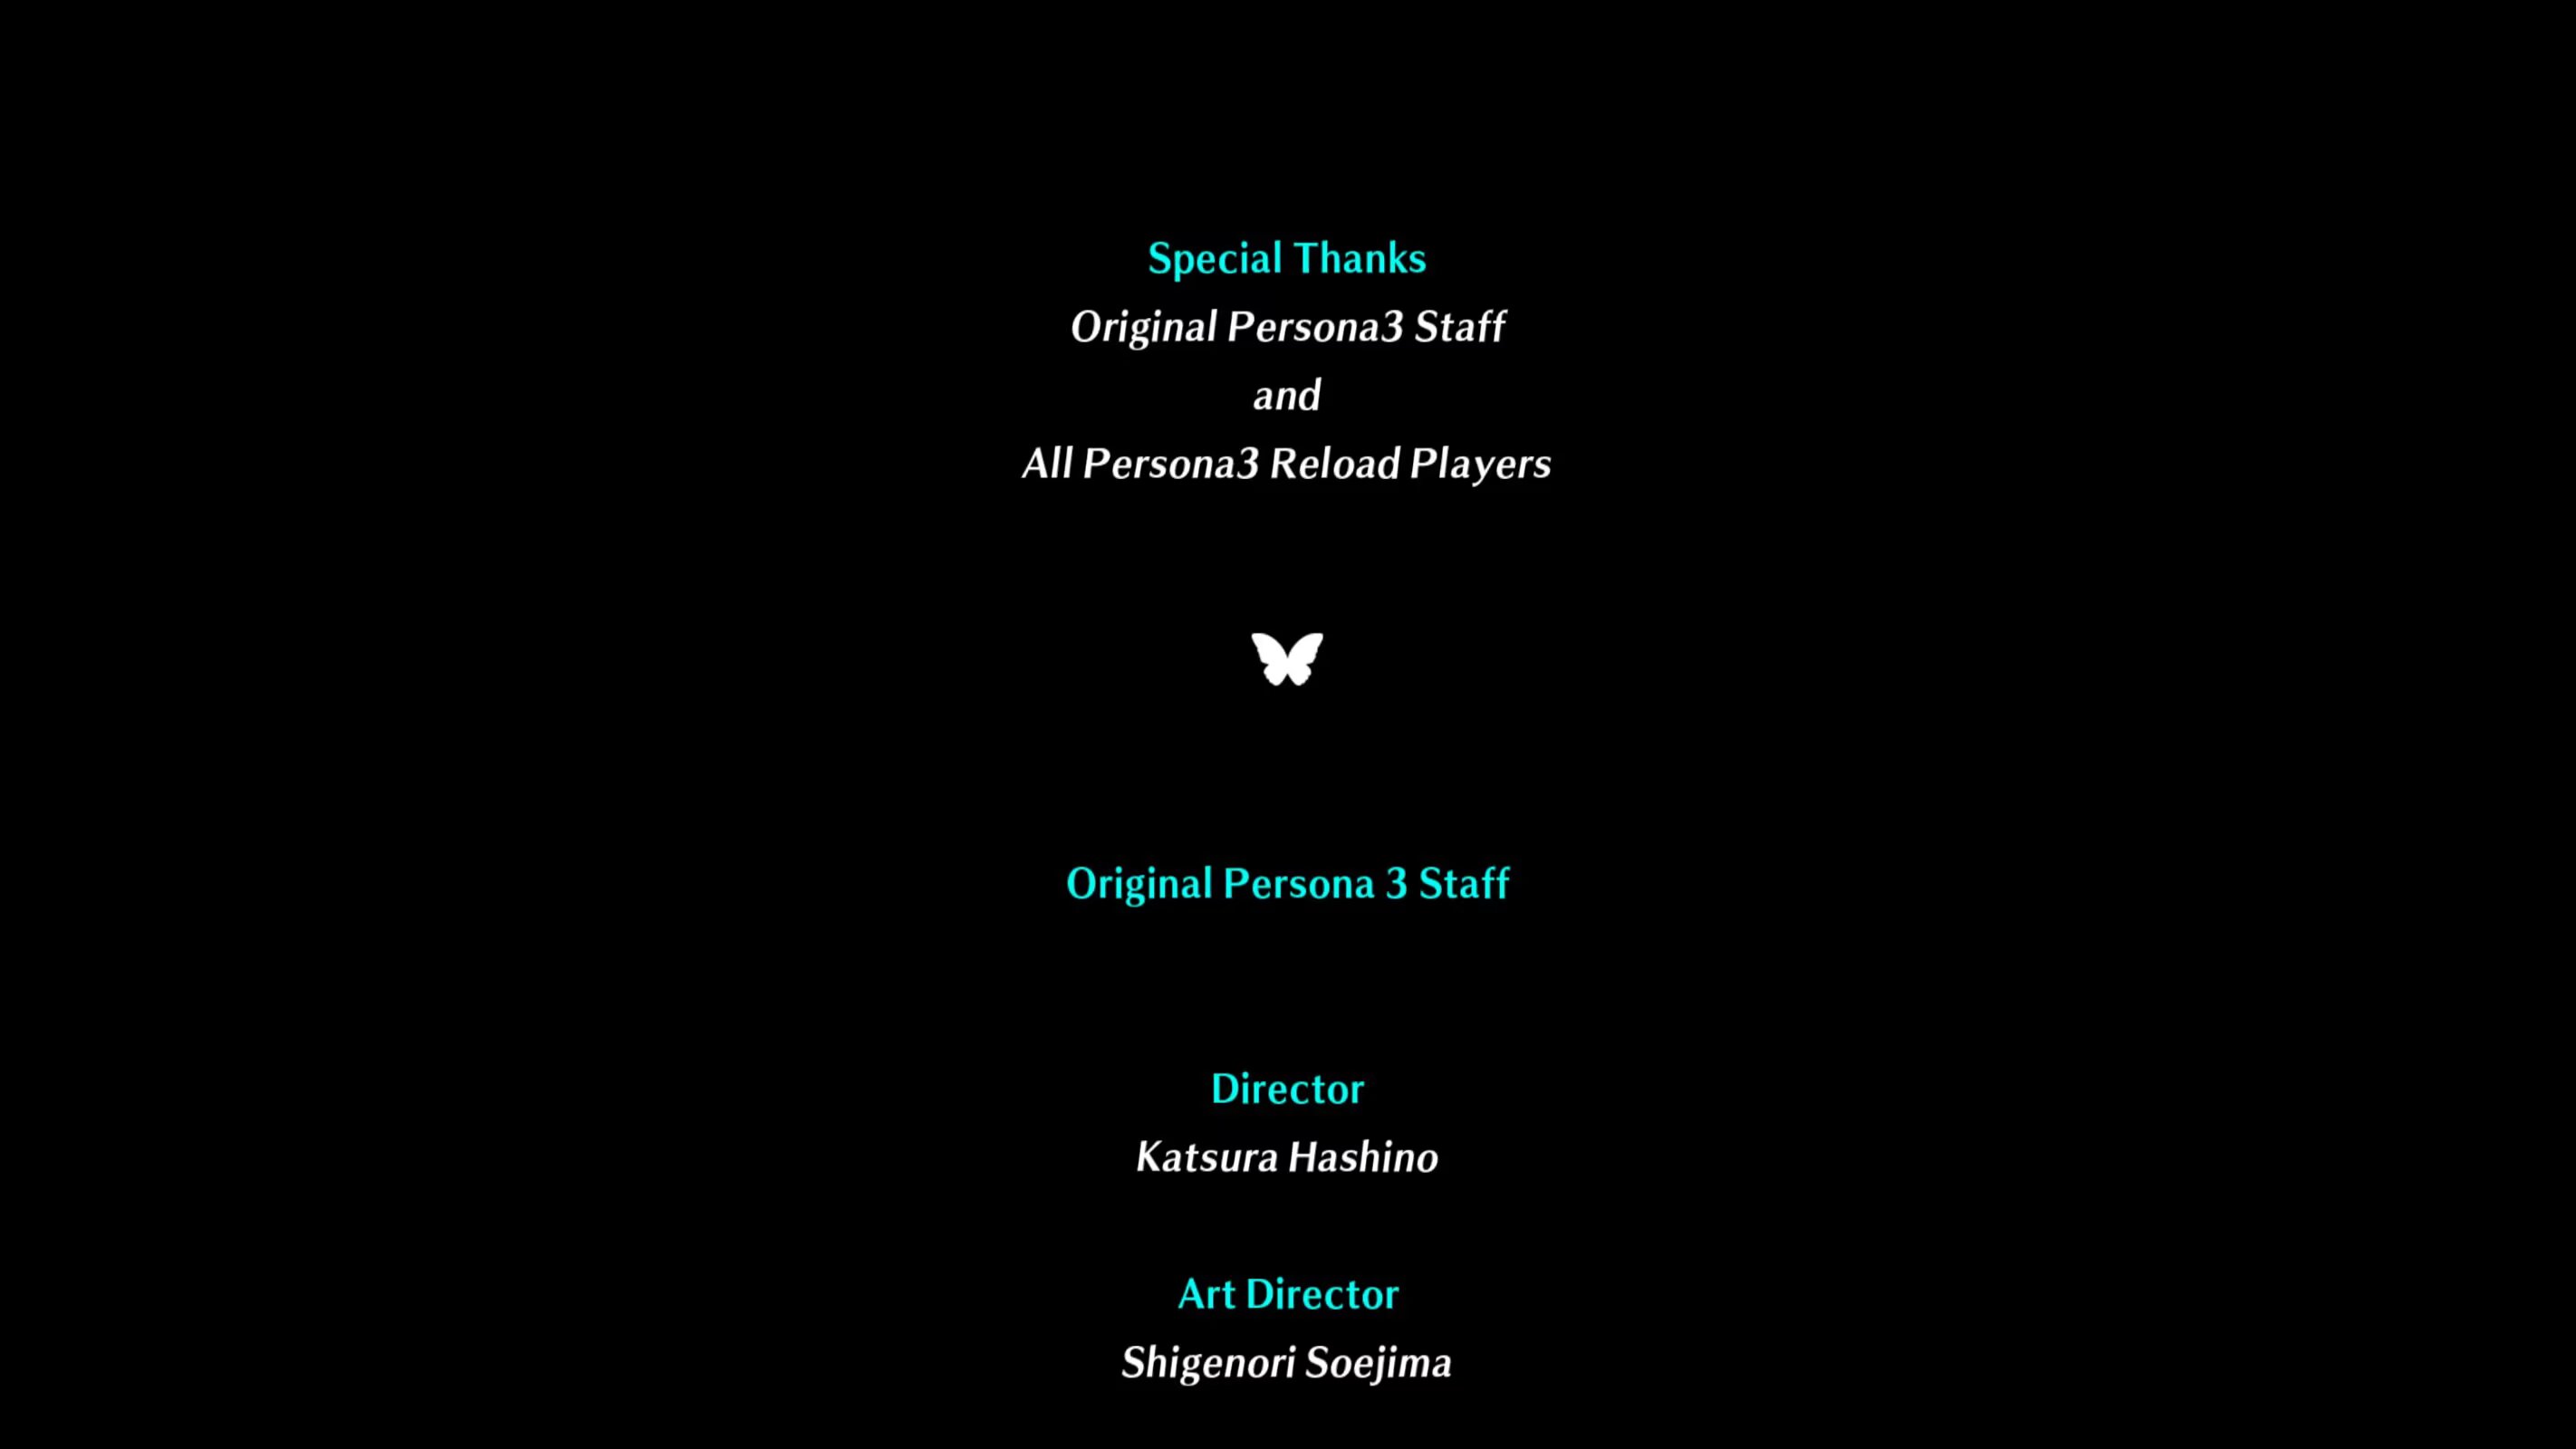 Special Thanks
Original Persona3 Staff
and
All Persona3 Reload Players
Original Persona 3 Staff
Director
Katsura Hashino
Art Director
Shigenori Soejima